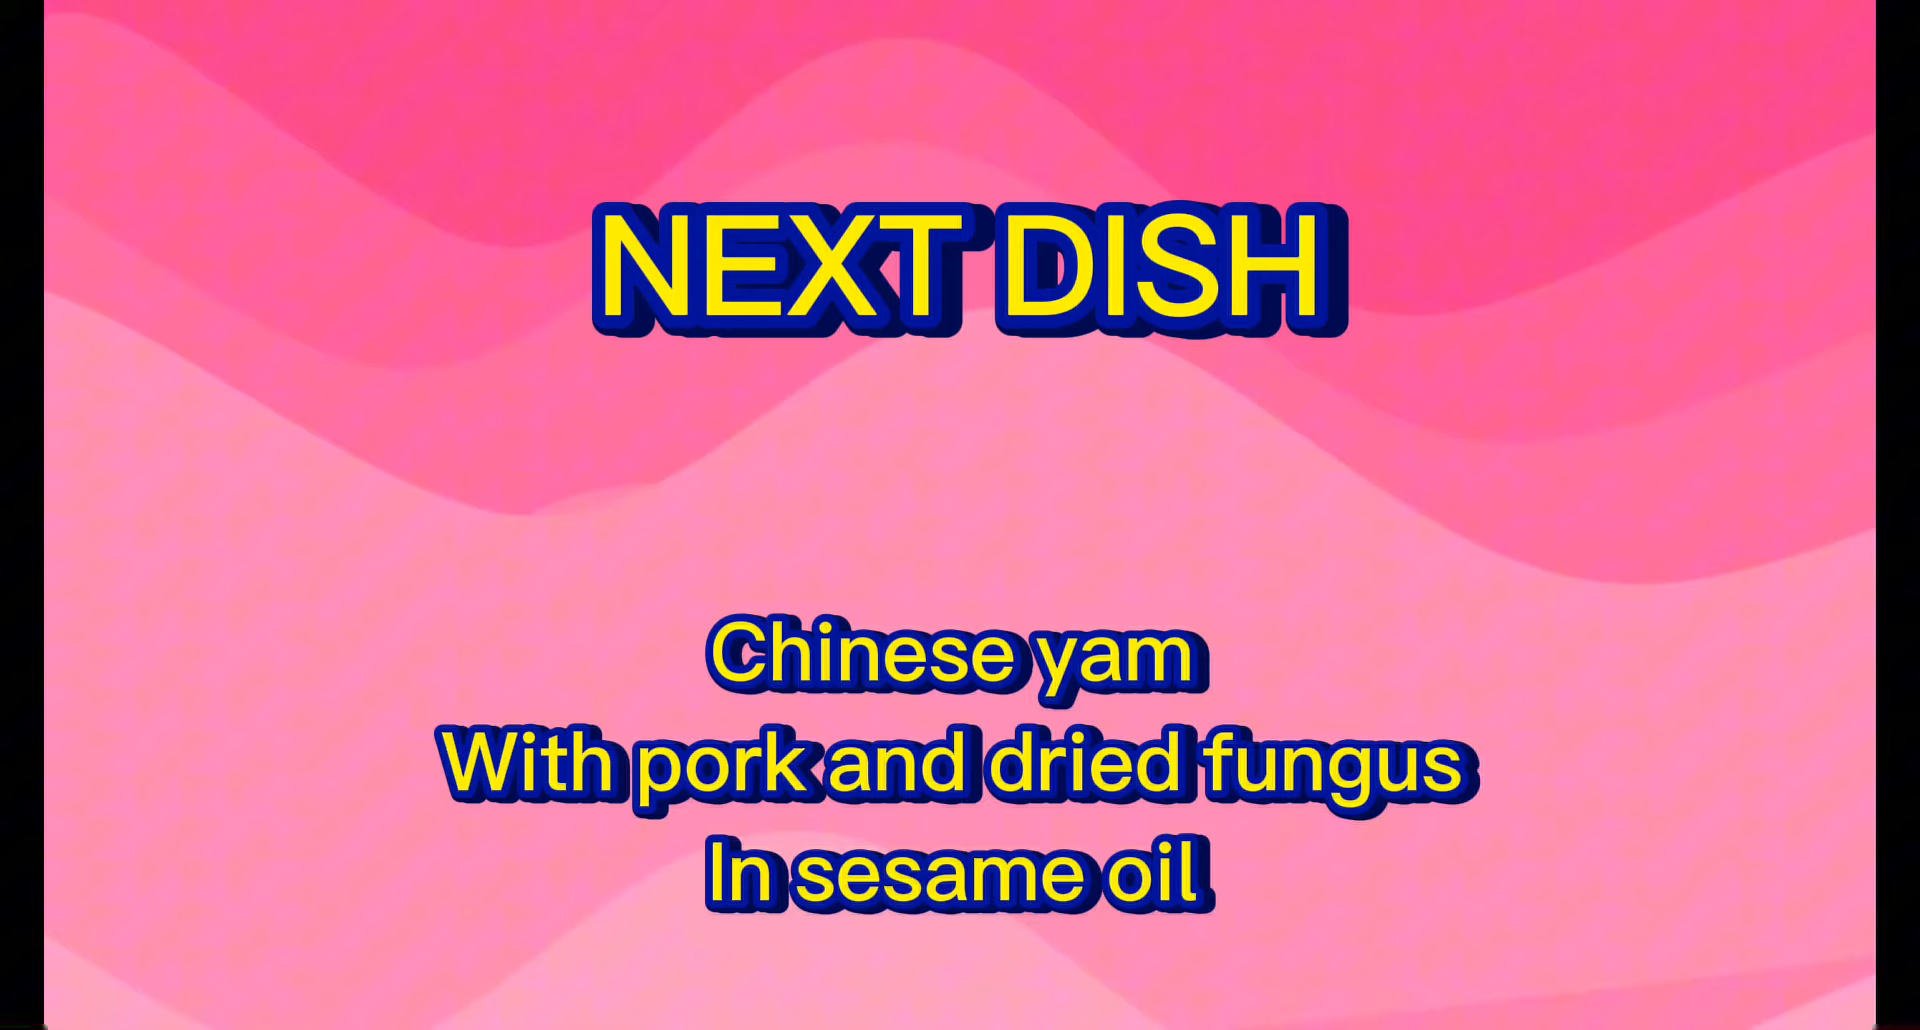 NEXT DISH
Chinese yam
With pork and dried fungus
In sesame oil